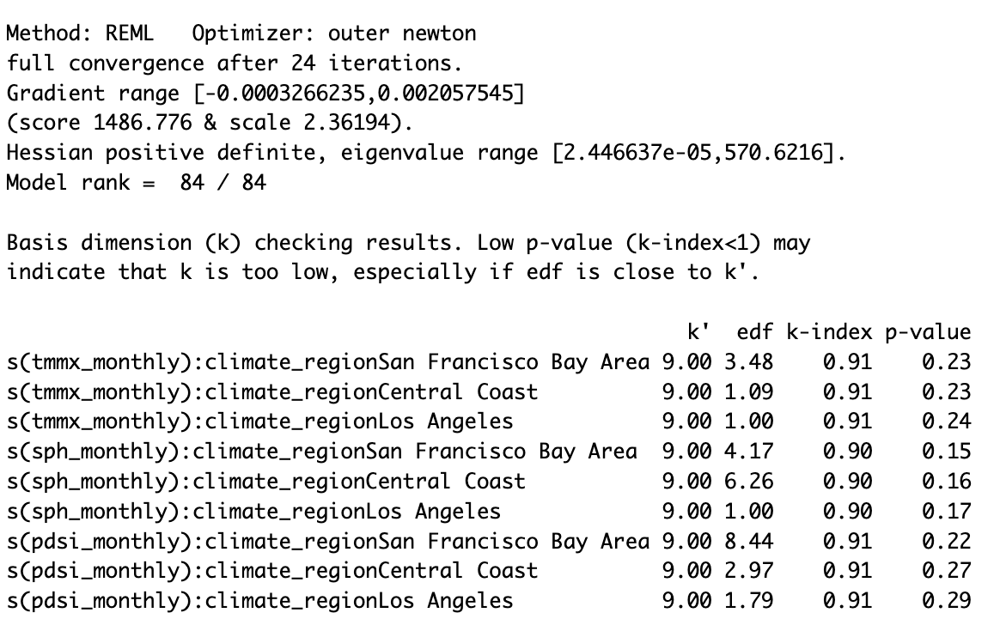 Method: REML   Optimizer: outer newton
full convergence after 24 iterations.
Gradient range [-0.0003266235,0.002057545]
(score 1486.776 & scale 2.36194).
Hessian positive definite, eigenvalue range [2.446637e-05,570.6216].
Model rank =  84 / 84

Basis dimension (k) checking results. Low p-value (k-index<1) may
indicate that k is too low, especially if edf is close to k'.

                                                       k'  edf k-index p-value
s(tmmx_monthly):climate_regionSan Francisco Bay Area 9.00 3.48    0.91    0.23
s(tmmx_monthly):climate_regionCentral Coast          9.00 1.09    0.91    0.23
s(tmmx_monthly):climate_regionLos Angeles            9.00 1.00    0.91    0.24
s(sph_monthly):climate_regionSan Francisco Bay Area  9.00 4.17    0.90    0.15
s(sph_monthly):climate_regionCentral Coast           9.00 6.26    0.90    0.16
s(sph_monthly):climate_regionLos Angeles             9.00 1.00    0.90    0.17
s(pdsi_monthly):climate_regionSan Francisco Bay Area 9.00 8.44    0.91    0.22
s(pdsi_monthly):climate_regionCentral Coast          9.00 2.97    0.91    0.27
s(pdsi_monthly):climate_regionLos Angeles            9.00 1.79    0.91    0.29